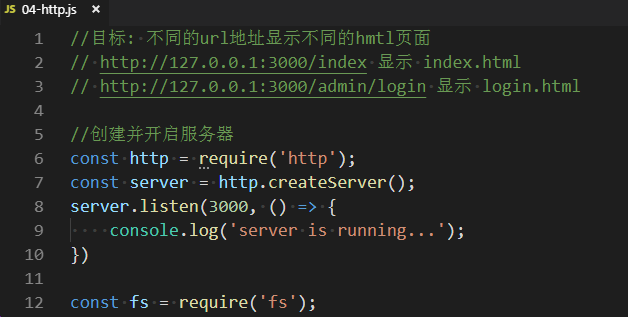 JS 04-http.js ×
1 //目标: 不同的url地址显示不同的hmtl页面
2 // http://127.0.0.1:3000/index 显示 index.html
3 // http://127.0.0.1:3000/admin/login 显示 login.html
4
5 //创建并开启服务器
6 const http = require('http');
7 const server = http.createServer();
8 server.listen(3000, () => {
9     console.log('server is running...');
10 })
11
12 const fs = require('fs');